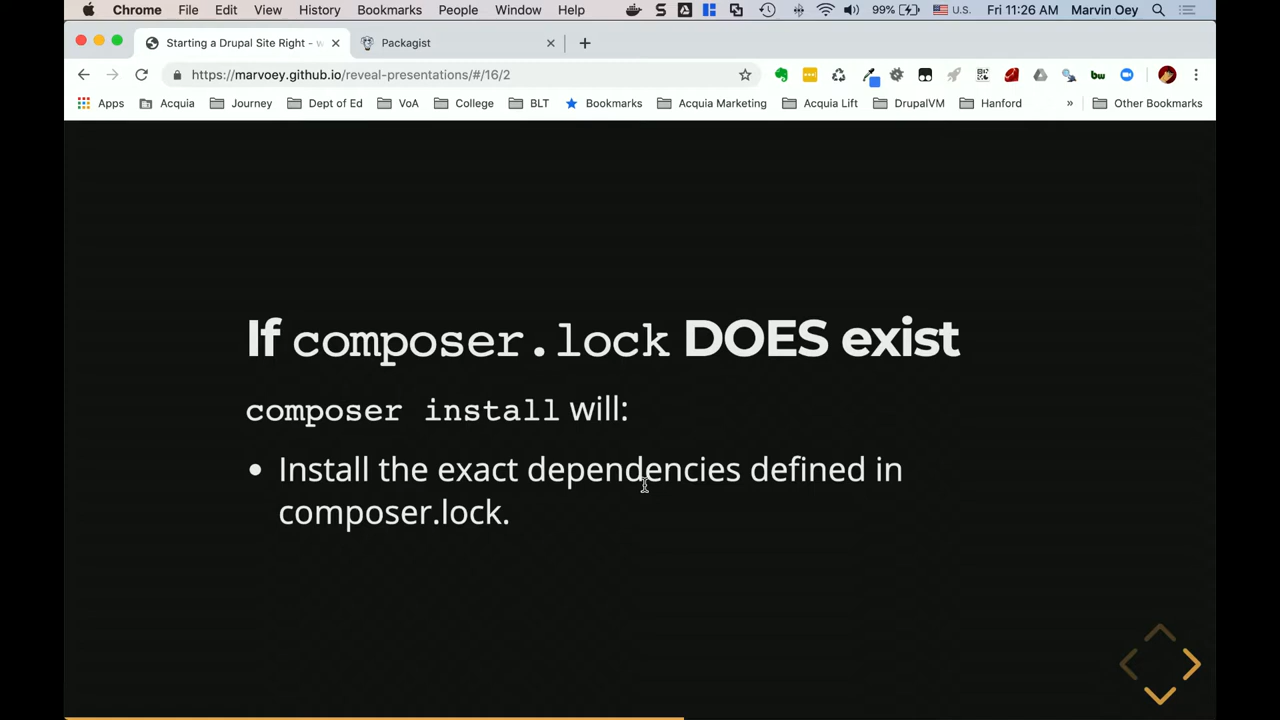 Chrome File Edit View History Bookmarks People Window Help 99% U.S. Fri 11:26 AM Marvin Oey
Starting a Drupal Site Right - w Packagist
https://marvoey.github.io/reveal-presentations/#/16/2
Apps Acquia Journey Dept of Ed VoA College BLT Bookmarks Acquia Marketing Acquia Lift DrupalVM Hanford » Other Bookmarks
If composer.lock DOES exist
composer install will:
• Install the exact dependencies defined in
composer.lock.